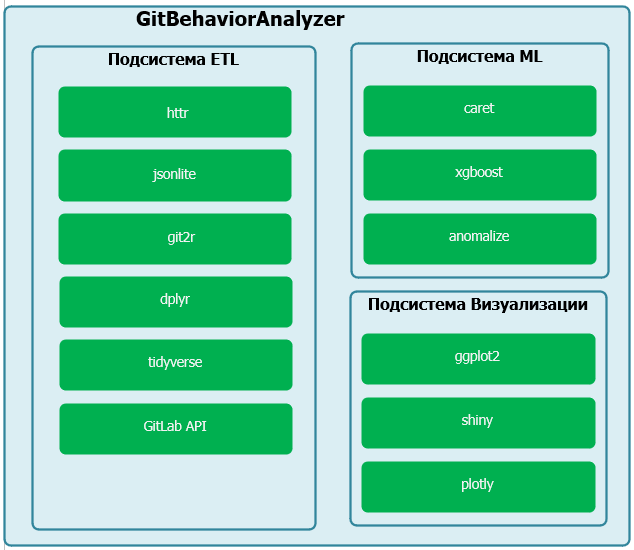 GitBehaviorAnalyzer
Подсистема ETL
httr
jsonlite
git2r
dplyr
tidyverse
GitLab API
Подсистема ML
caret
xgboost
anomalize
Подсистема Визуализации
ggplot2
shiny
plotly